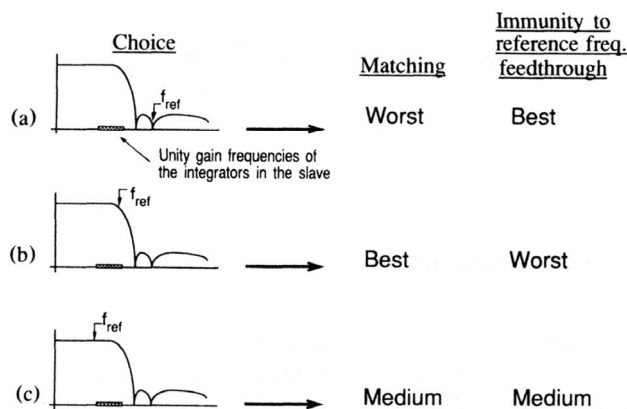 Choice
Matching
Immunity to
reference freq.
feedthrough
(a)
f_ref
Worst
Best
Unity gain frequencies of
the integrators in the slave
(b)
f_ref
Best
Worst
(c)
f_ref
Medium
Medium